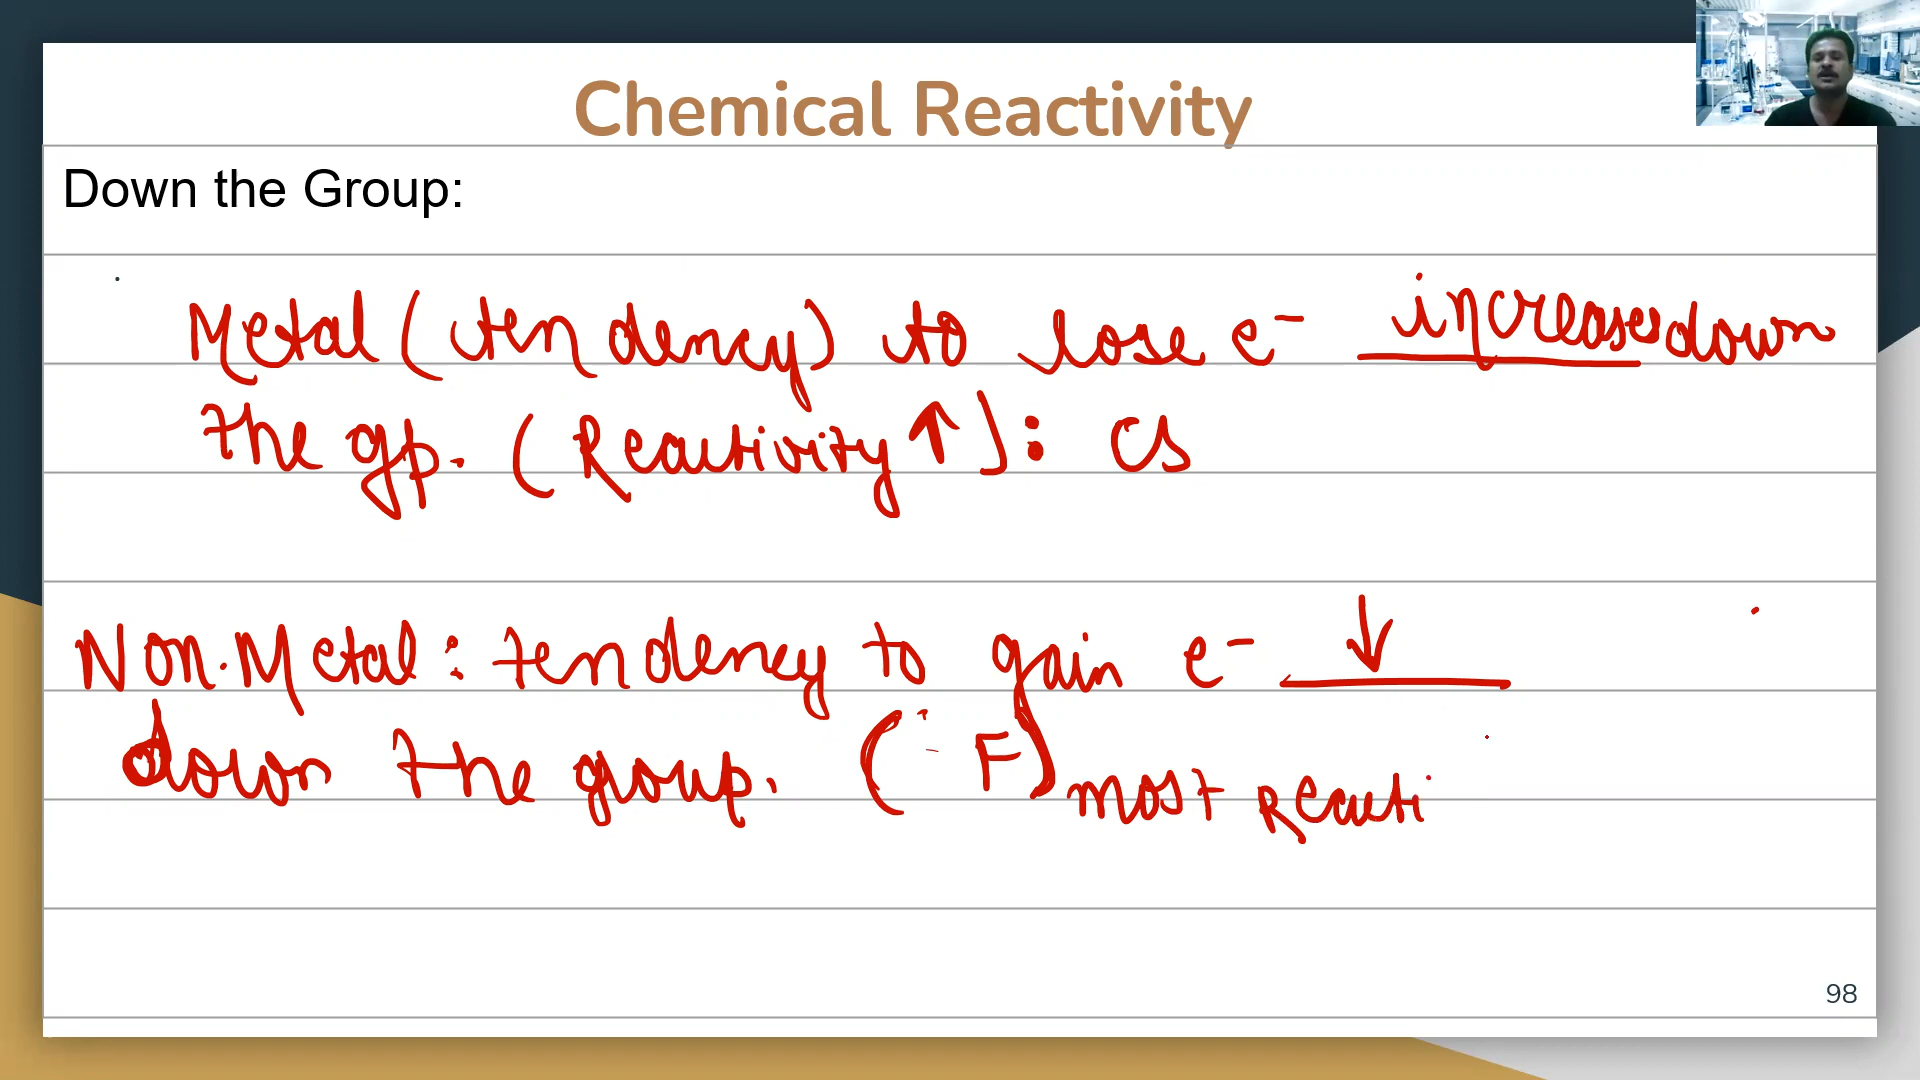 Chemical Reactivity
Down the Group:
Metal (tendency) to lose e⁻ increases down
the gp. (Reactivity ↑): Cs
Non.Metal: tendency to gain e⁻ ↓
down the group. (F) most Reacti
98